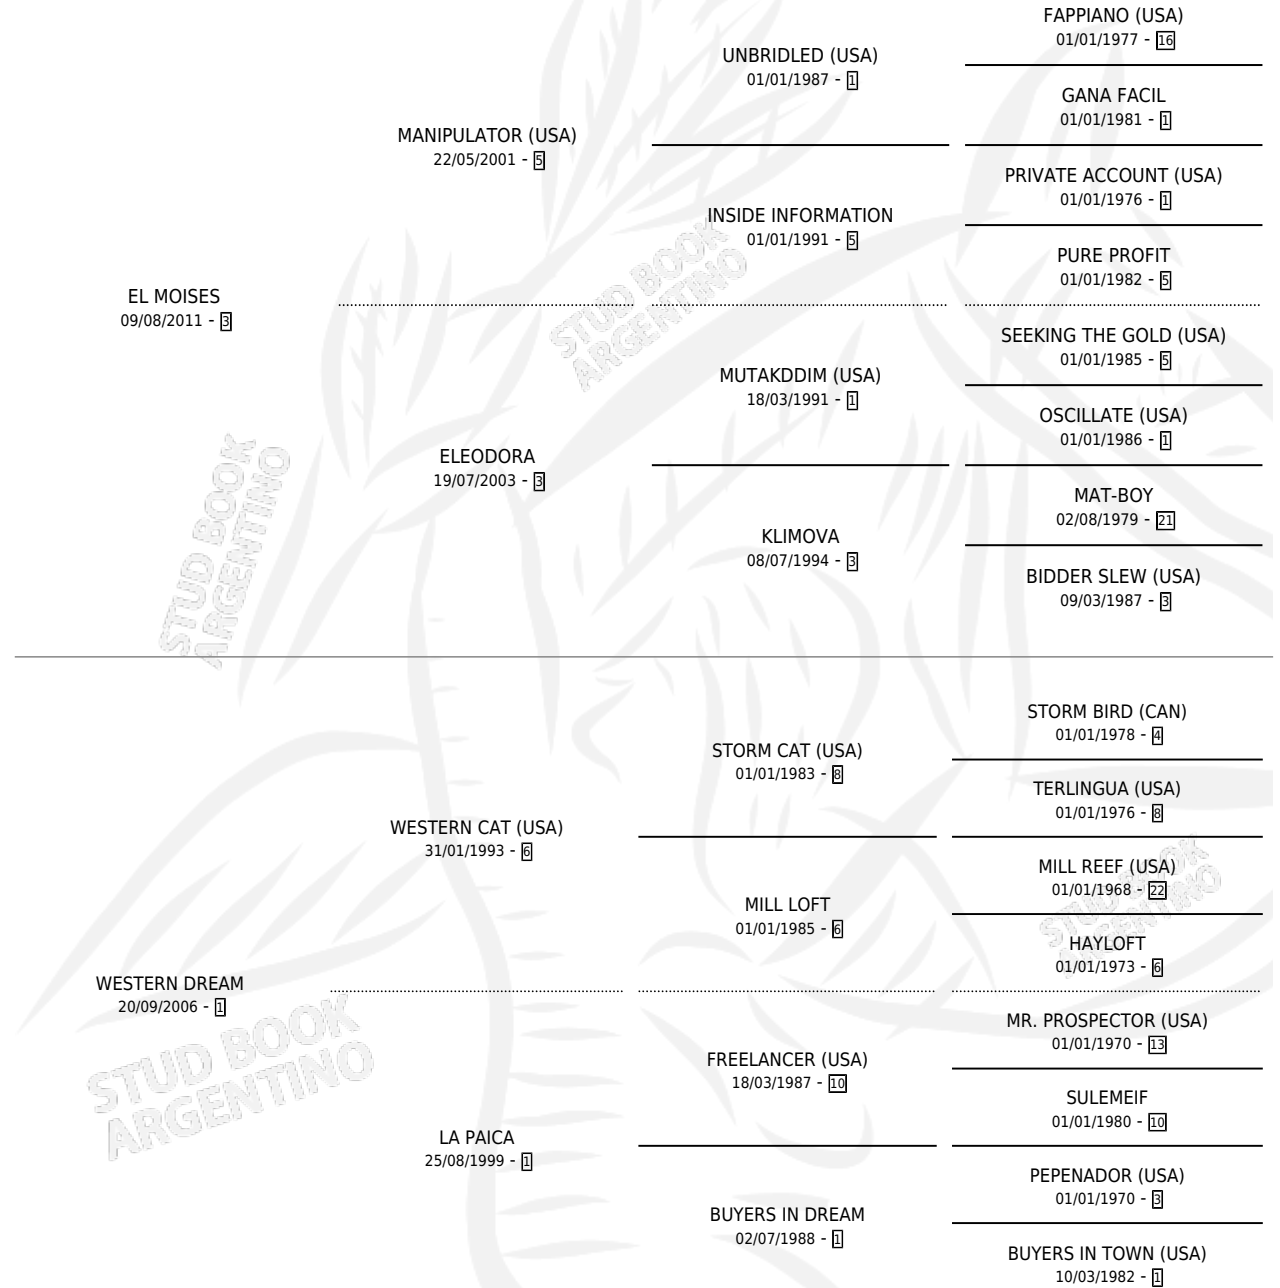 FAPPIANO (USA)
01/01/1977 - 16
UNBRIDLED (USA)
01/01/1987 - 1
GANA FACIL
01/01/1981 - 1
MANIPULATOR (USA)
22/05/2001 - 5
PRIVATE ACCOUNT (USA)
01/01/1976 - 1
INSIDE INFORMATION
01/01/1991 - 5
PURE PROFIT
01/01/1982 - 5
EL MOISES
09/08/2011 - 3
STUD BOOK
ARGENTINO
SEEKING THE GOLD (USA)
01/01/1985 - 5
MUTAKDDIM (USA)
18/03/1991 - 1
OSCILLATE (USA)
01/01/1986 - 1
ELEODORA
19/07/2003 - 3
MAT-BOY
02/08/1979 - 21
KLIMOVA
08/07/1994 - 3
BIDDER SLEW (USA)
09/03/1987 - 3
STUD BOOK
ARGENTINO
STORM BIRD (CAN)
01/01/1978 - 4
STORM CAT (USA)
01/01/1983 - 8
TERLINGUA (USA)
01/01/1976 - 8
WESTERN CAT (USA)
31/01/1993 - 6
MILL REEF (USA)
01/01/1968 - 22
MILL LOFT
01/01/1985 - 6
HAYLOFT
01/01/1973 - 6
STUD BOOK
ARGENTINO
WESTERN DREAM
20/09/2006 - 1
STUD BOOK
ARGENTINO
MR. PROSPECTOR (USA)
01/01/1970 - 13
FREELANCER (USA)
18/03/1987 - 10
SULEMEIF
01/01/1980 - 10
LA PAICA
25/08/1999 - 1
PEPENADOR (USA)
01/01/1970 - 3
BUYERS IN DREAM
02/07/1988 - 1
BUYERS IN TOWN (USA)
10/03/1982 - 1